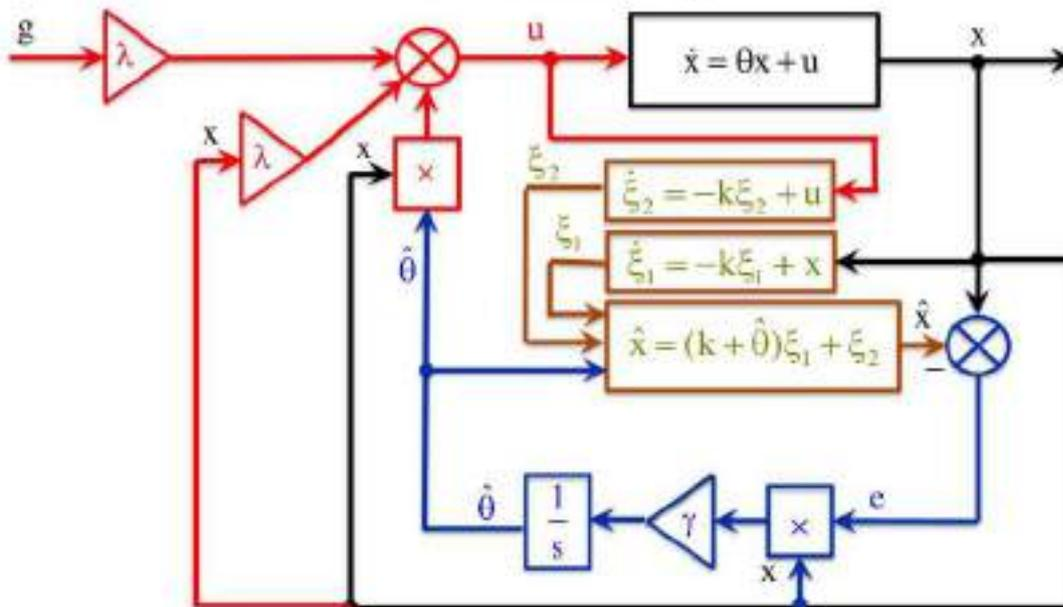 g
λ
u
ẋ = θx + u
x
x
λ
x
×
ξ₂
ξ̇₂ = −kξ₂ + u
ξ₁
ξ̇₁ = −kξ₁ + x
θ̂
x̂ = (k + θ̂)ξ₁ + ξ₂
x̂
−
θ̂
1
s
γ
×
e
x